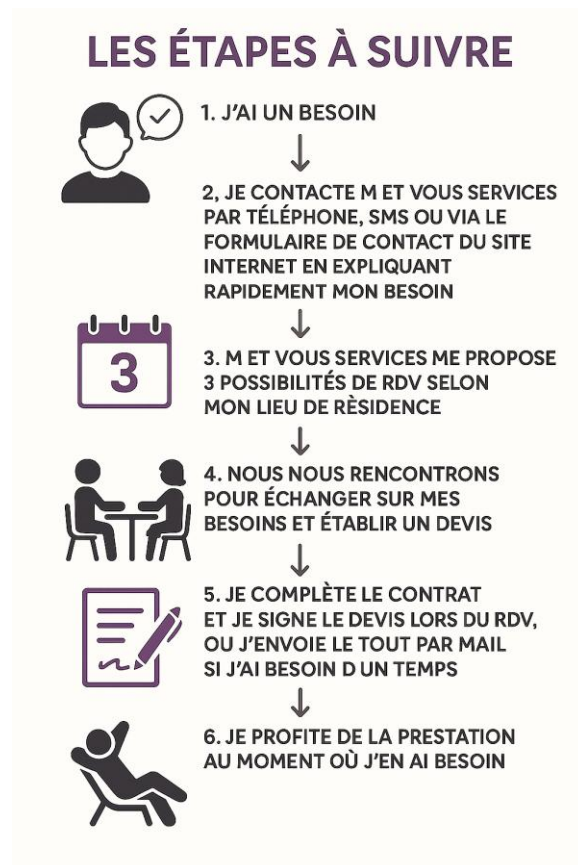 LES ÉTAPES À SUIVRE
1. J'AI UN BESOIN
2, JE CONTACTE M ET VOUS SERVICES
PAR TÉLÉPHONE, SMS OU VIA LE
FORMULAIRE DE CONTACT DU SITE
INTERNET EN EXPLIQUANT
RAPIDEMENT MON BESOIN
3
3. M ET VOUS SERVICES ME PROPOSE
3 POSSIBILITÉS DE RDV SELON
MON LIEU DE RÈSIDENCE
4. NOUS NOUS RENCONTRONS
POUR ÉCHANGER SUR MES
BESOINS ET ÉTABLIR UN DEVIS
5. JE COMPLÈTE LE CONTRAT
ET JE SIGNE LE DEVIS LORS DU RDV,
OU J'ENVOIE LE TOUT PAR MAIL
SI J'AI BESOIN D UN TEMPS
6. JE PROFITE DE LA PRESTATION
AU MOMENT OÙ J'EN AI BESOIN